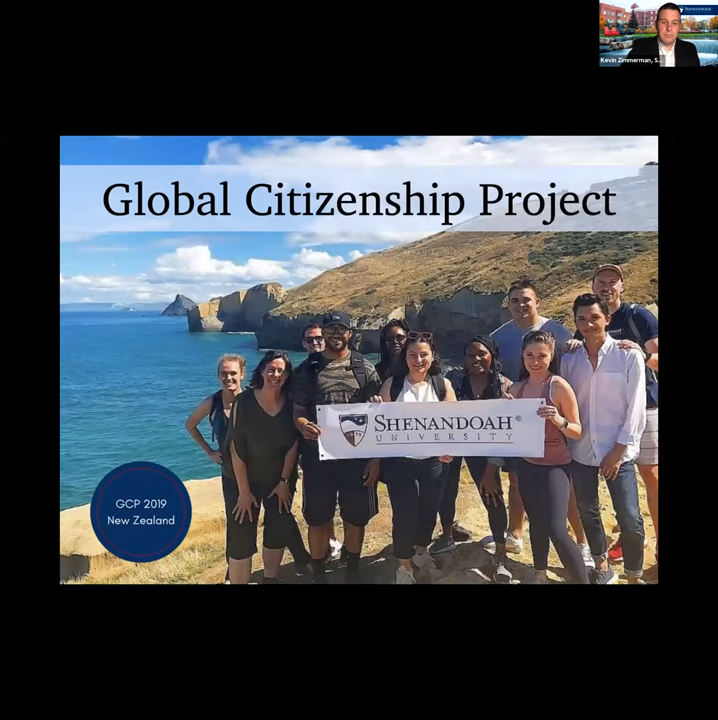 Kevin Zimmerman, S...
Global Citizenship Project
SHENANDOAH®
UNIVERSITY
GCP 2019
New Zealand